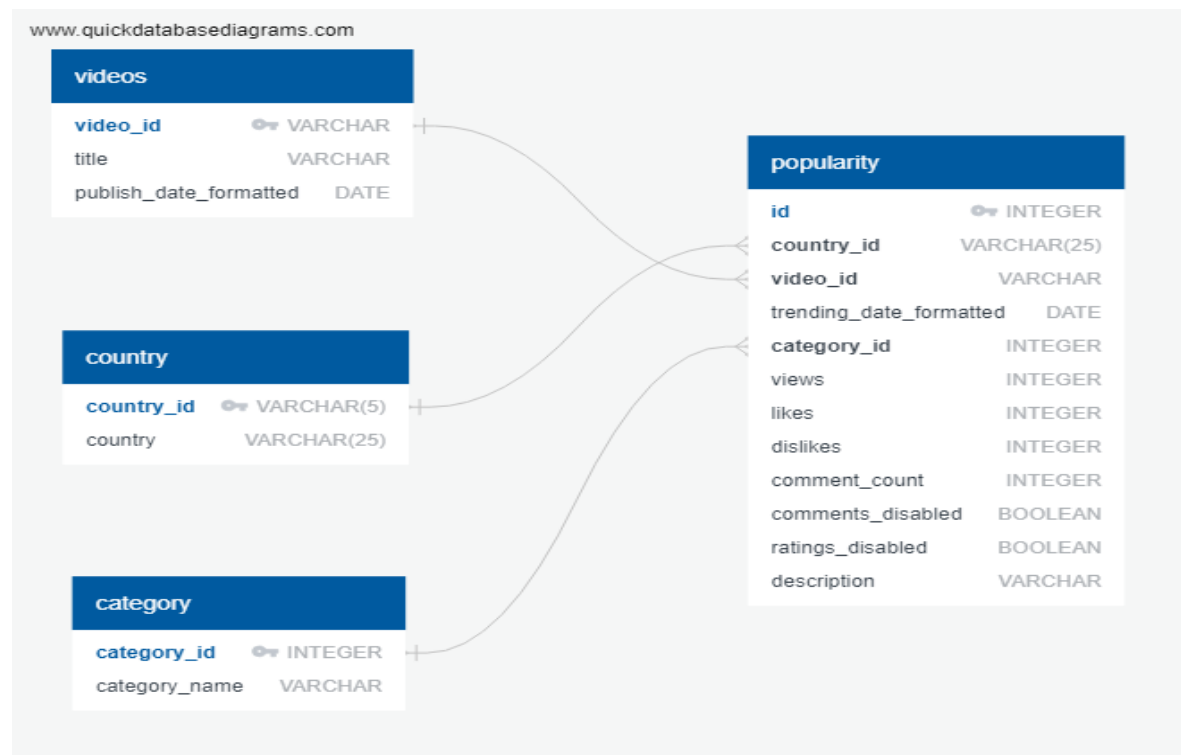 www.quickdatabasediagrams.com
videos
video_id VARCHAR
title VARCHAR
publish_date_formatted DATE
country
country_id VARCHAR(5)
country VARCHAR(25)
category
category_id INTEGER
category_name VARCHAR
popularity
id INTEGER
country_id VARCHAR(25)
video_id VARCHAR
trending_date_formatted DATE
category_id INTEGER
views INTEGER
likes INTEGER
dislikes INTEGER
comment_count INTEGER
comments_disabled BOOLEAN
ratings_disabled BOOLEAN
description VARCHAR